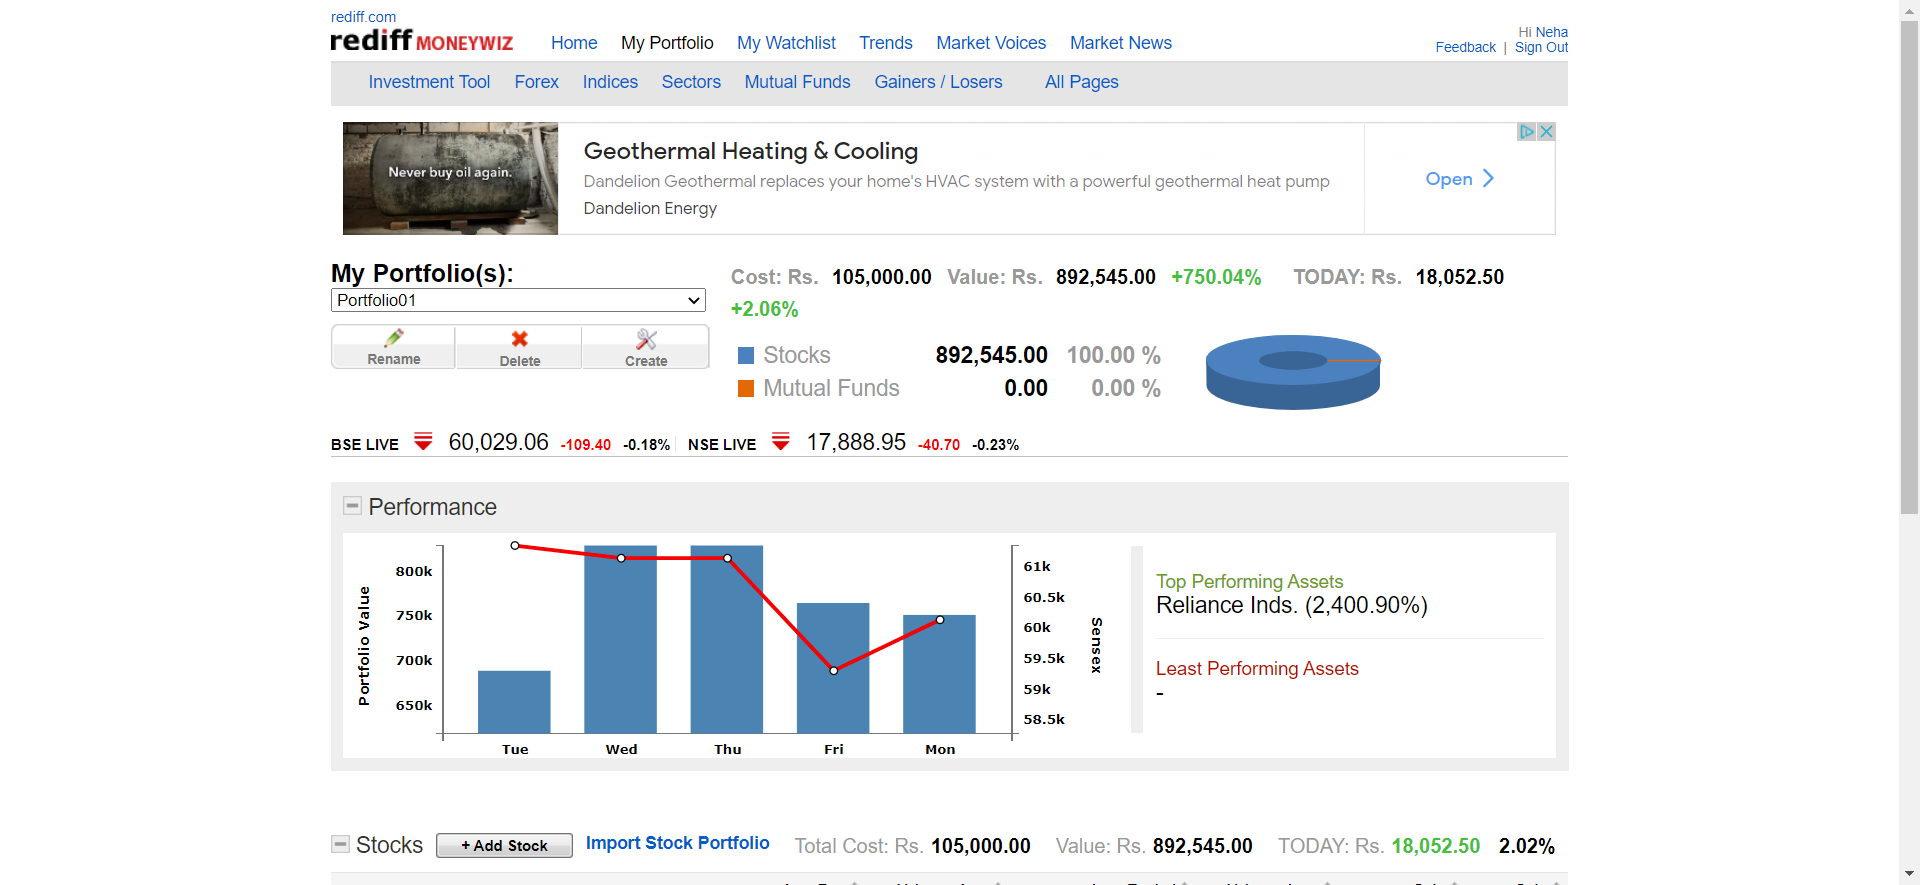 rediff.com
rediff MONEYWIZ
Home My Portfolio My Watchlist Trends Market Voices Market News
Hi Neha
Feedback | Sign Out
Investment Tool Forex Indices Sectors Mutual Funds Gainers / Losers All Pages
Never buy oil again.
Geothermal Heating & Cooling
Dandelion Geothermal replaces your home's HVAC system with a powerful geothermal heat pump
Dandelion Energy
Open
My Portfolio(s):
Portfolio01
Rename Delete Create
Cost: Rs. 105,000.00 Value: Rs. 892,545.00 +750.04% TODAY: Rs. 18,052.50
+2.06%
Stocks 892,545.00 100.00 %
Mutual Funds 0.00 0.00 %
BSE LIVE 60,029.06 -109.40 -0.18% NSE LIVE 17,888.95 -40.70 -0.23%
Performance
Portfolio Value
800k
750k
700k
650k
Tue Wed Thu Fri Mon
61k
60.5k
60k
59.5k
59k
58.5k
Sensex
Top Performing Assets
Reliance Inds. (2,400.90%)
Least Performing Assets
-
Stocks + Add Stock Import Stock Portfolio Total Cost: Rs. 105,000.00 Value: Rs. 892,545.00 TODAY: Rs. 18,052.50 2.02%